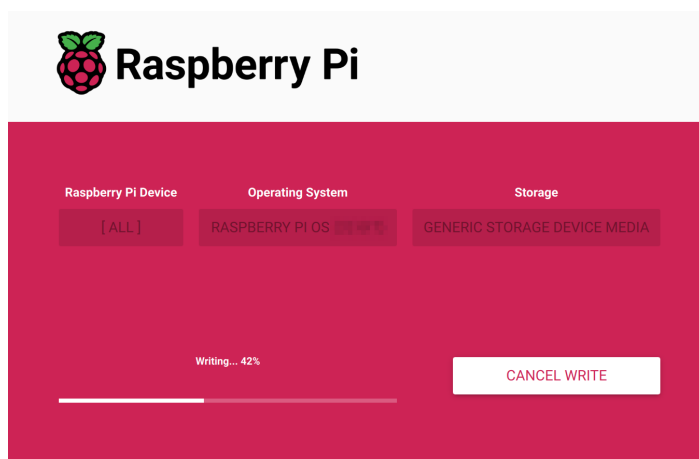 Raspberry Pi
Raspberry Pi Device
Operating System
Storage
[ ALL ]
RASPBERRY PI OS
GENERIC STORAGE DEVICE MEDIA
Writing... 42%
CANCEL WRITE